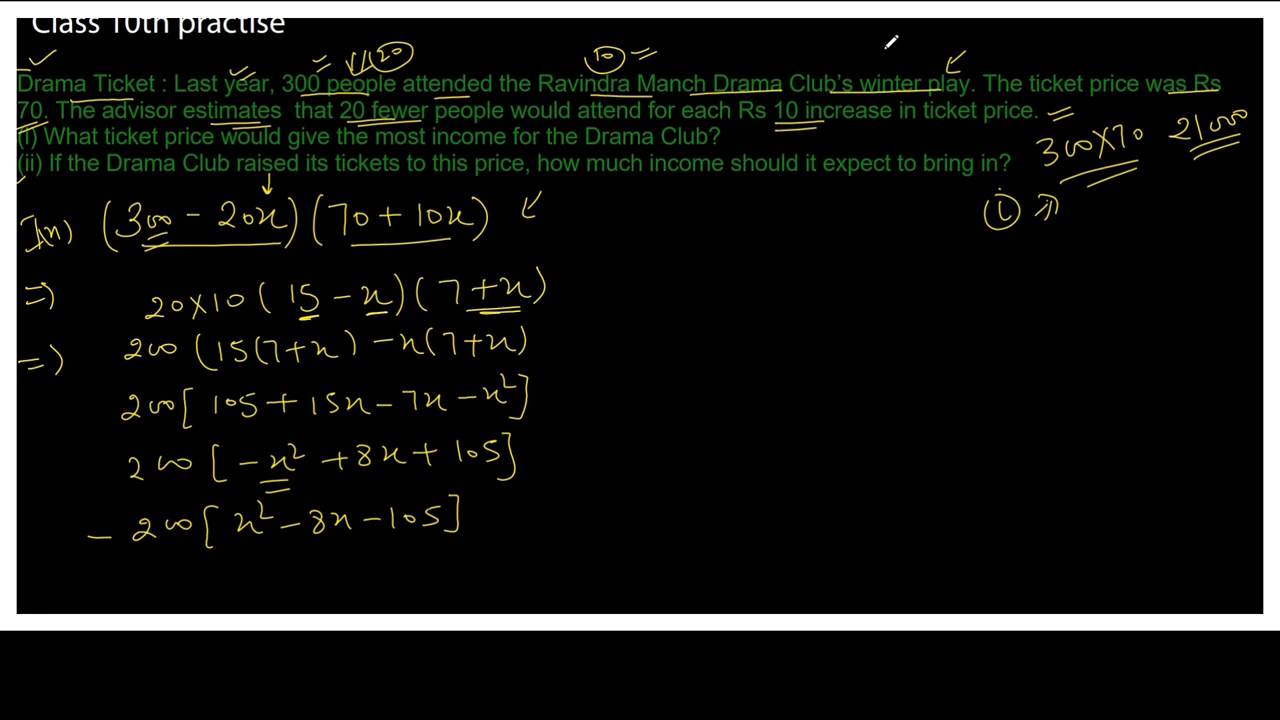 Class 10th practise
20 10
Drama Ticket : Last year, 300 people attended the Ravindra Manch Drama Club's winter play. The ticket price was Rs
70. The advisor estimates that 20 fewer people would attend for each Rs 10 increase in ticket price.
(i) What ticket price would give the most income for the Drama Club?
(ii) If the Drama Club raised its tickets to this price, how much income should it expect to bring in?
300×70 21000
(i) ⇒
In) (300 - 20x)(70 + 10x)
⇒ 20×10(15 - x)(7+x)
⇒ 200(15(7+x) - x(7+x)
200[105 + 15x - 7x - x²]
200[-x² + 8x + 105]
- 200[x² - 8x - 105]